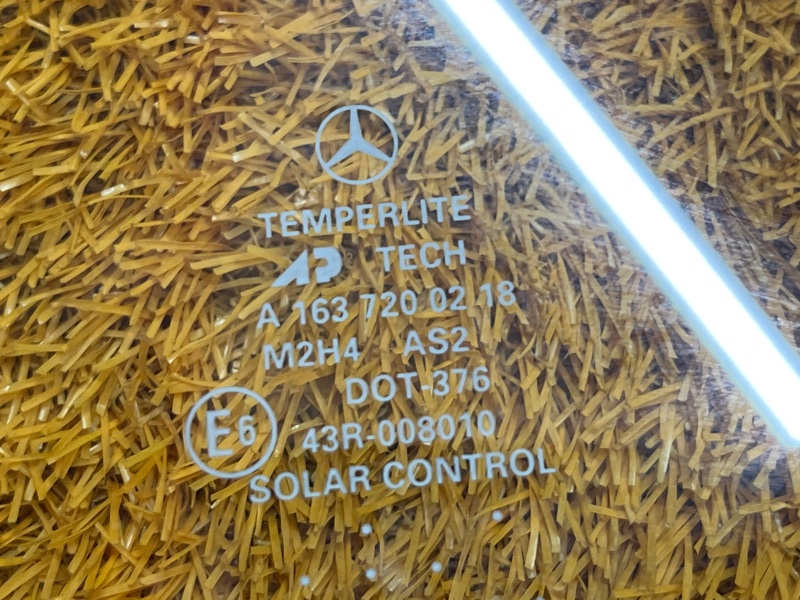 TEMPERLITE
AP TECH
A 163 720 02 18
M2H4 AS2
DOT-376
E6 43R-008010
SOLAR CONTROL